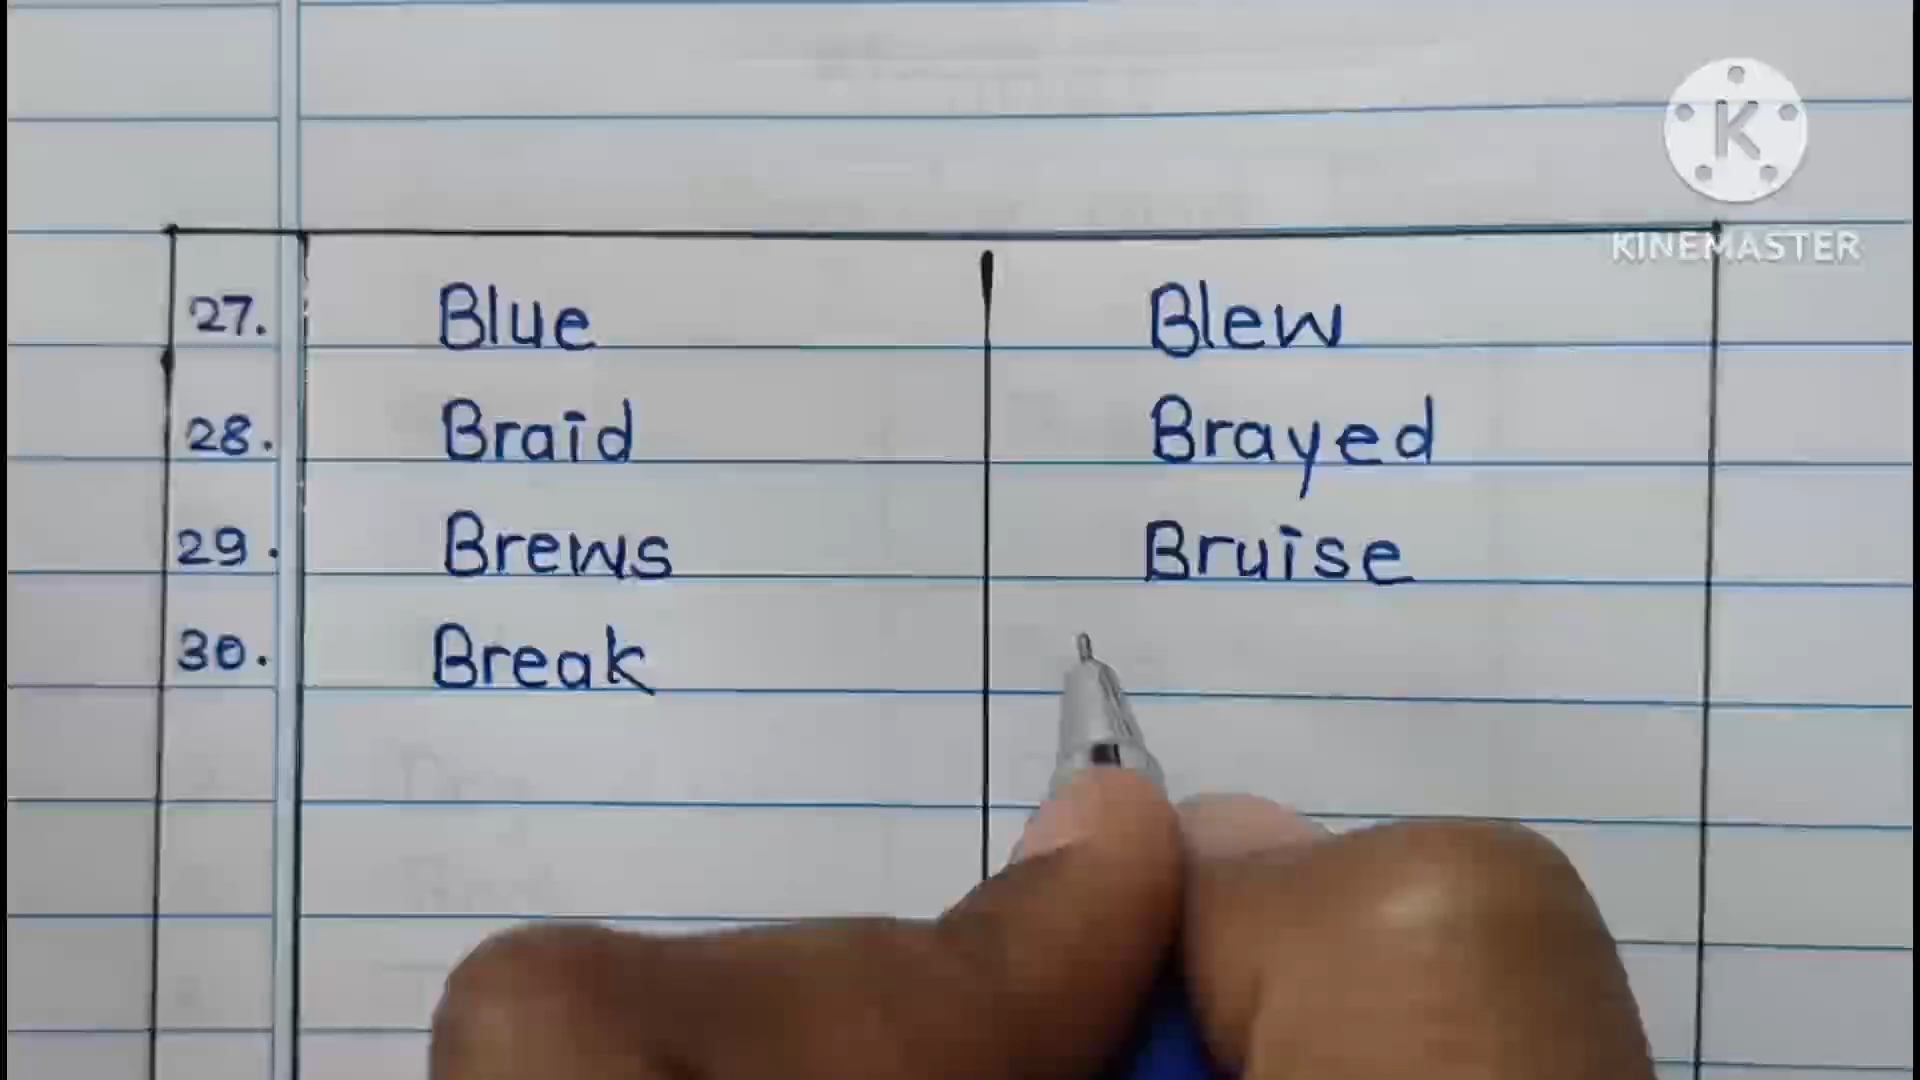 K
KINEMASTER
27. Blue Blew
28. Braid Brayed
29. Brews Bruise
30. Break